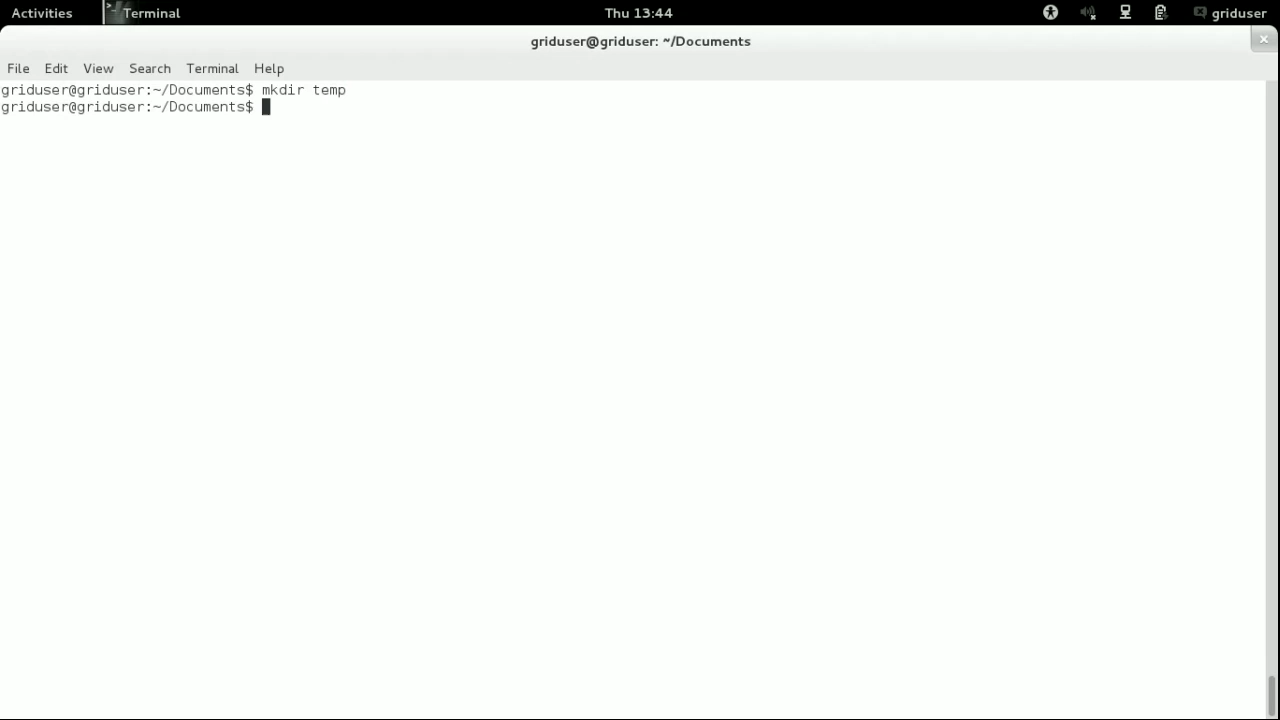 Activities Terminal Thu 13:44 griduser
griduser@griduser: ~/Documents
File Edit View Search Terminal Help
griduser@griduser:~/Documents$ mkdir temp
griduser@griduser:~/Documents$